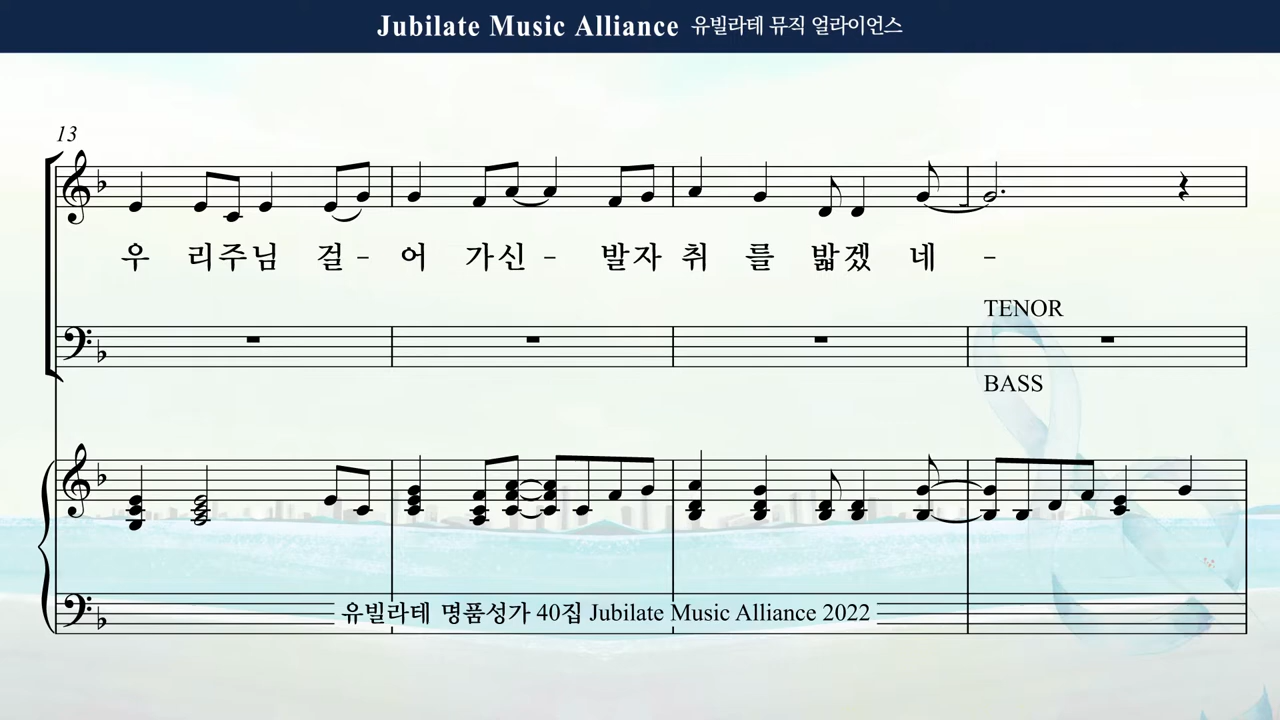 Jubilate Music Alliance 유빌라테 뮤직 얼라이언스
13
우 리주님 걸 - 어 가신 - 발자 취 를 밟겠 네 -
TENOR
BASS
유빌라테 명품성가 40집 Jubilate Music Alliance 2022